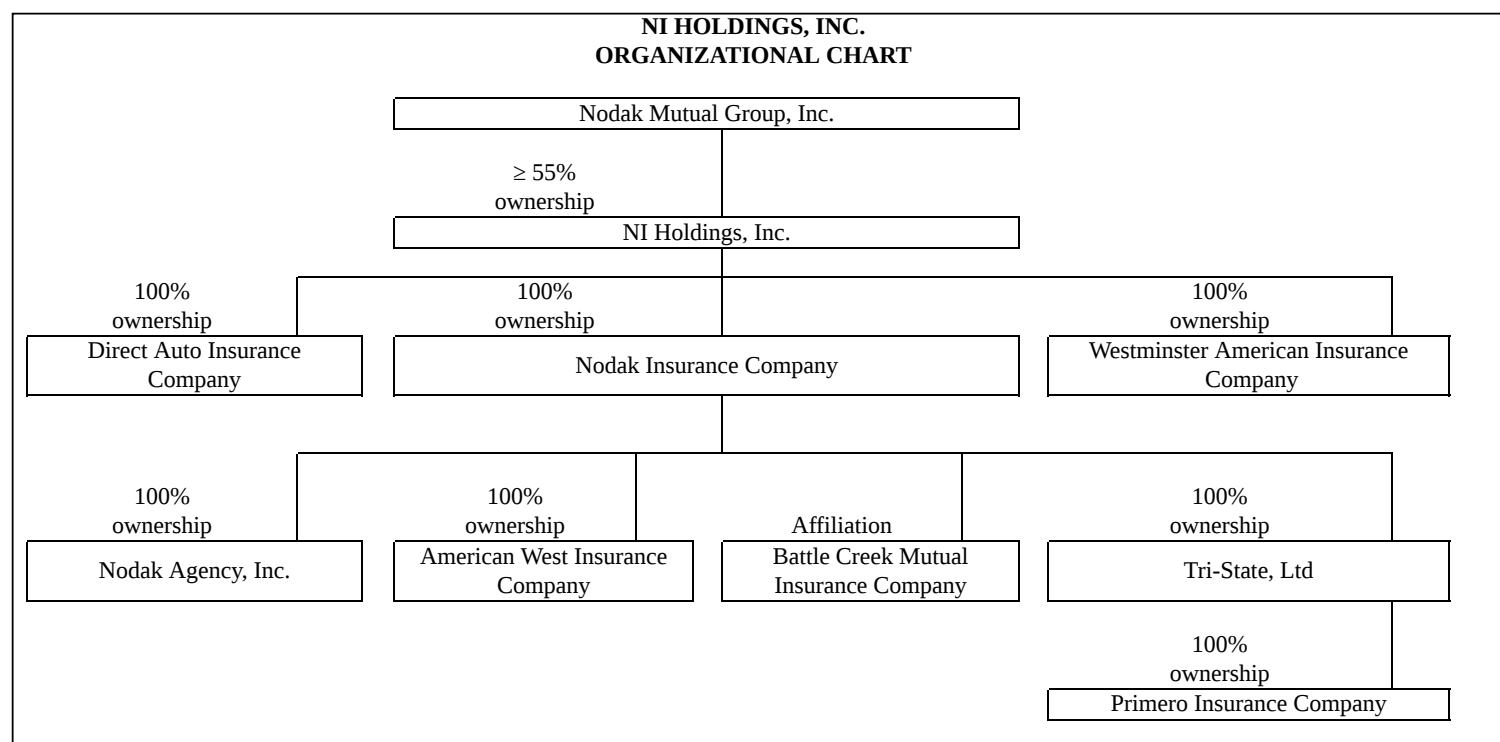 NI HOLDINGS, INC.
ORGANIZATIONAL CHART
Nodak Mutual Group, Inc.
≥ 55%
ownership
NI Holdings, Inc.
100%
ownership
100%
ownership
100%
ownership
Direct Auto Insurance
Company
Nodak Insurance Company
Westminster American Insurance
Company
100%
ownership
100%
ownership
Affiliation
100%
ownership
Nodak Agency, Inc.
American West Insurance
Company
Battle Creek Mutual
Insurance Company
Tri-State, Ltd
100%
ownership
Primero Insurance Company